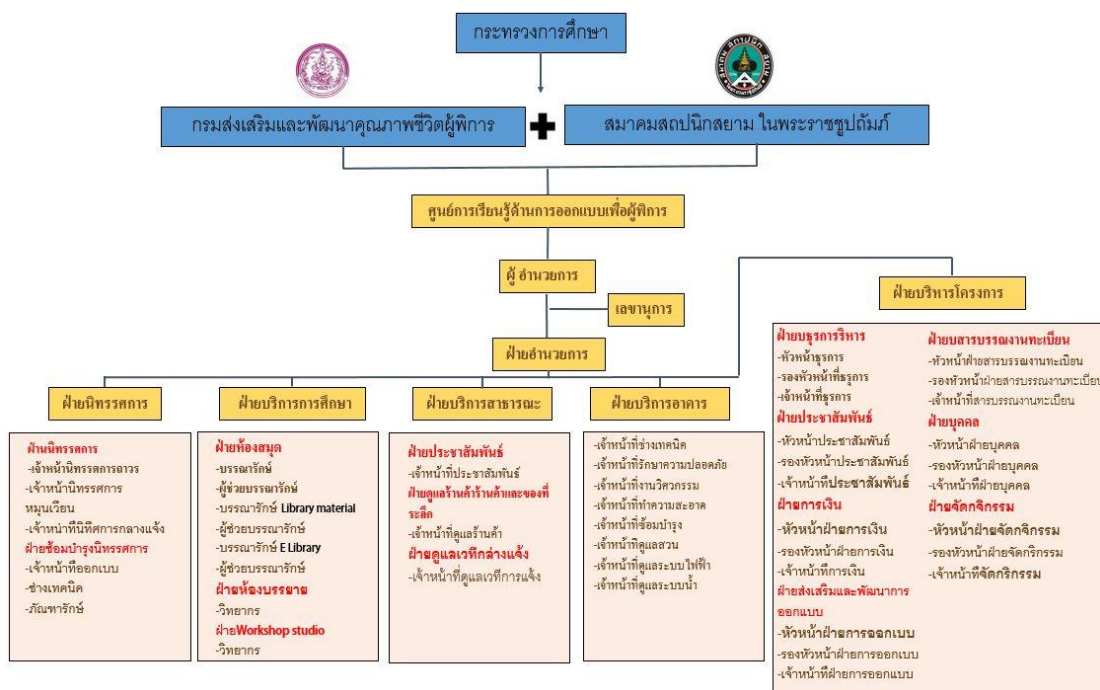 กระทรวงการศึกษา
กรมส่งเสริมและพัฒนาคุณภาพชีวิตผู้พิการ
สมาคมสถปนิกสยาม ในพระราชชูปถัมภ์
ศูนย์การเรียนรู้ด้านการออกแบบเพื่อผู้พิการ
ผู้ อำนวยการ
เลขานุการ
ฝ่ายอำนวยการ
ฝ่ายนิทรรศการ
ฝ่านนิทรรสการ
-เจ้าหน้านิทรรสการถาวร
-เจ้าหน้านิทรรศการ
หมุนเวียน
-เจ้าหน่าที่นิทีศการกลางแจ้ง
ฝ่ายซ้อมบำรุงนิทรรศการ
-เจ้าหน้าที่ออกเบบ
-ช่างเทคนิค
-ภัณฑารักษ์
ฝ่ายบริการการศึกษา
ฝ่ายห้องสมุด
-บรรณารักษ์
-ผู้ช่วยบรรณารักษ์
-บรรณารักษ์ Library material
-ผู้ช่วยบรรณารักษ์
-บรรณารักษ์ E Library
-ผู้ช่วยบรรณารักษ์
ฝ่ายห้องบรรยาย
-วิทยากร
ฝ่ายWorkshop studio
-วิทยากร
ฝ่ายบริการสาธารณะ
ฝ่ายประชาสัมพันธ์
-เจ้าหน้าที่ประชาสัมพันธ์
ฝ่ายดูแลร้านค้าร้านค้าและของที่
ระลึก
-เจ้าหน้าที่ดูแลร้านค้า
ฝ่ายดูแลเวทีกล่างแจ้ง
-เจ้าหน้าที่ดูแลเวทีการแจ้ง
ฝ่ายบริการอาคาร
-เจ้าหน้าที่ช่างเทคนิค
-เจ้าหน้าที่รักษาความปลอดภัย
-เจ้าหน้าที่งานวิศวกรรม
-เจ้าหน้าที่ทำความสะอาด
-เจ้าหน้าที่ซ้อมบำรุง
-เจ้าหน้าที่ดูแลสวน
-เจ้าหน้าที่ดูแลระบบไฟฟ้า
-เจ้าหน้าที่ดูแลระบบน้ำ
ฝ่ายบริหารโครงการ
ฝ่ายบธุรการริหาร
-หัวหน้าธุรการ
-รองหัวหน้าที่ธรุการ
-เจ้าหน้าที่ธุรการ
ฝ่ายประชาสัมพันธ์
-หัวหน้าประชาสัมพันธ์
-รองหัวหน้าประชาสัมพันธ์
-เจ้าหน้าที่ประชาสัมพันธ์
ฝ่ายการเงิน
-หัวหน้าฝ่ายการเงิน
-รองหัวหน้าฝ่ายการเงิน
-เจ้าหน้าที่การเงิน
ฝ่ายส่งเสริมและพัฒนาการ
ออกแบบ
-หัวหน้าฝ่ายการออกแบบ
-รองหัวหน้าฝ่ายการออกแบบ
-เจ้าหน้าที่ฝ่ายการออกแบบ
ฝ่ายบสารบรรณงานทะเบียน
-หัวหน้าฝ่ายสารบรรณงานทะเบียน
-รองหัวหน้าฝ่ายสารบรรณงานทะเบียน
-เจ้าหน้าที่สารบรรณงานทะเบียน
ฝ่ายบุคคล
-หัวหน้าฝ่ายบุคคล
-รองหัวหน้าฝ่ายบุคคล
-เจ้าหน้าที่ฝ่ายบุคคล
ฝ่ายจัดกจิกรรม
-หัวหน้าฝ่ายจัดกจิกรรม
-รองหัวหน้าฝ่ายจัดกริกรรม
-เจ้าหน้าที่จัดกริกรรม